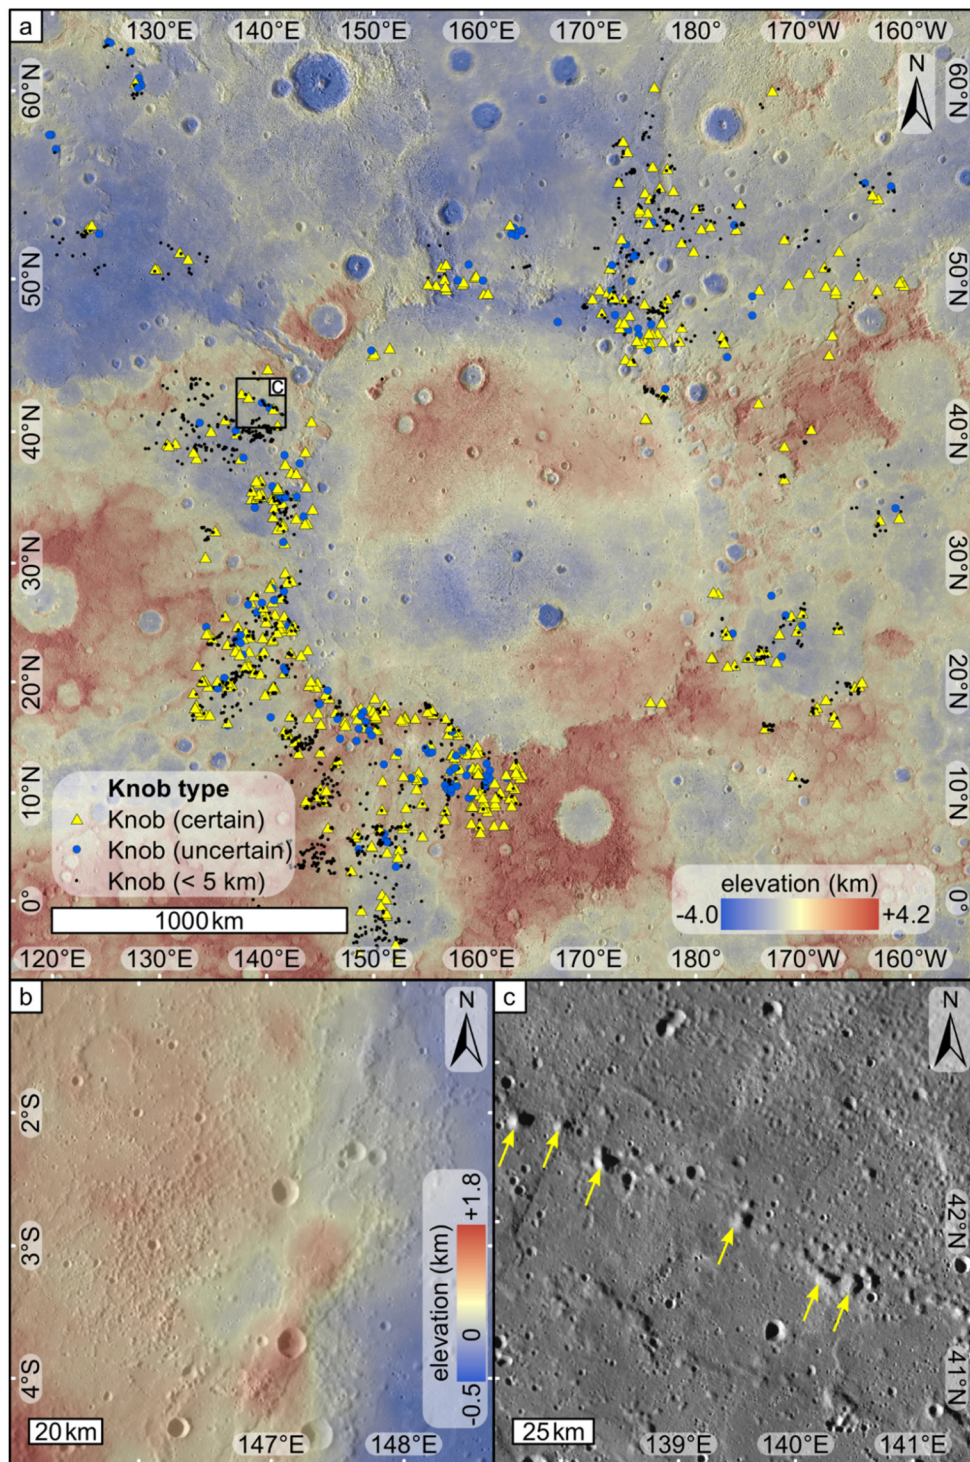 a
130°E 140°E 150°E 160°E 170°E 180° 170°W 160°W
N
60°N 60°N
50°N 50°N
C
40°N 40°N
30°N 30°N
20°N 20°N
10°N 10°N
Knob type
Knob (certain)
Knob (uncertain)
Knob (< 5 km)
elevation (km)
-4.0 +4.2
0° 0°
1000 km
120°E 130°E 140°E 150°E 160°E 170°E 180° 170°W 160°W
b
N
2°S
3°S
4°S
elevation (km)
-0.5 0 +1.8
20 km
147°E 148°E
c
N
42°N
41°N
25 km
139°E 140°E 141°E